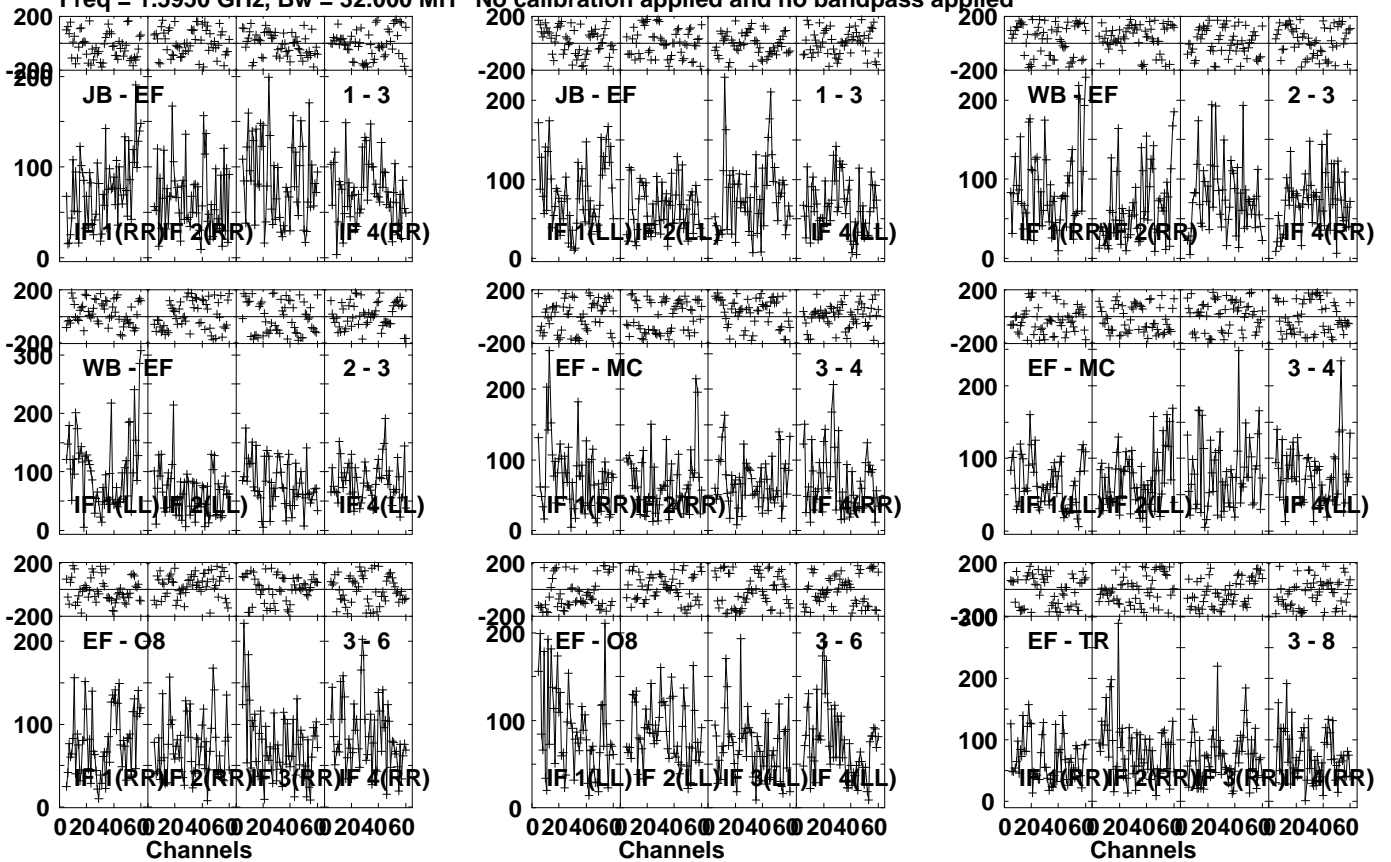 Freq = 1.5950 GHz, Bw = 32.000 MH No calibration applied and no bandpass applied
200 200 200
-200 -200 -200
200 JB - EF 1 - 3 200 JB - EF 1 - 3 200 WB - EF 2 - 3
100 100 100
IF 1(RR) IF 2(RR) IF 4(RR) IF 1(LL) IF 2(LL) IF 4(LL) IF 1(RR) IF 2(RR) IF 4(RR)
0 0 0
200 200 200
-200 -200 -200
300 WB - EF 2 - 3 EF - MC 3 - 4 EF - MC 3 - 4
200 200 200
100 100 100
IF 1(LL) IF 2(LL) IF 4(LL) IF 1(RR) IF 2(RR) IF 4(RR) IF 1(LL) IF 2(LL) IF 4(LL)
0 0 0
200 200 200
-200 -200 -200 300
200 EF - O8 3 - 6 200 EF - O8 3 - 6 EF - TR 3 - 8
200
100 100 100
IF 1(RR) IF 2(RR) IF 3(RR) IF 4(RR) IF 1(LL) IF 2(LL) IF 3(LL) IF 4(LL) IF 1(RR) IF 2(RR) IF 3(RR) IF 4(RR)
0 0 0
0 20 40 60 0 20 40 60 0 20 40 60 0 20 40 60 0 20 40 60 0 20 40 60 0 20 40 60 0 20 40 60 0 20 40 60 0 20 40 60 0 20 40 60 0 20 40 60
Channels Channels Channels